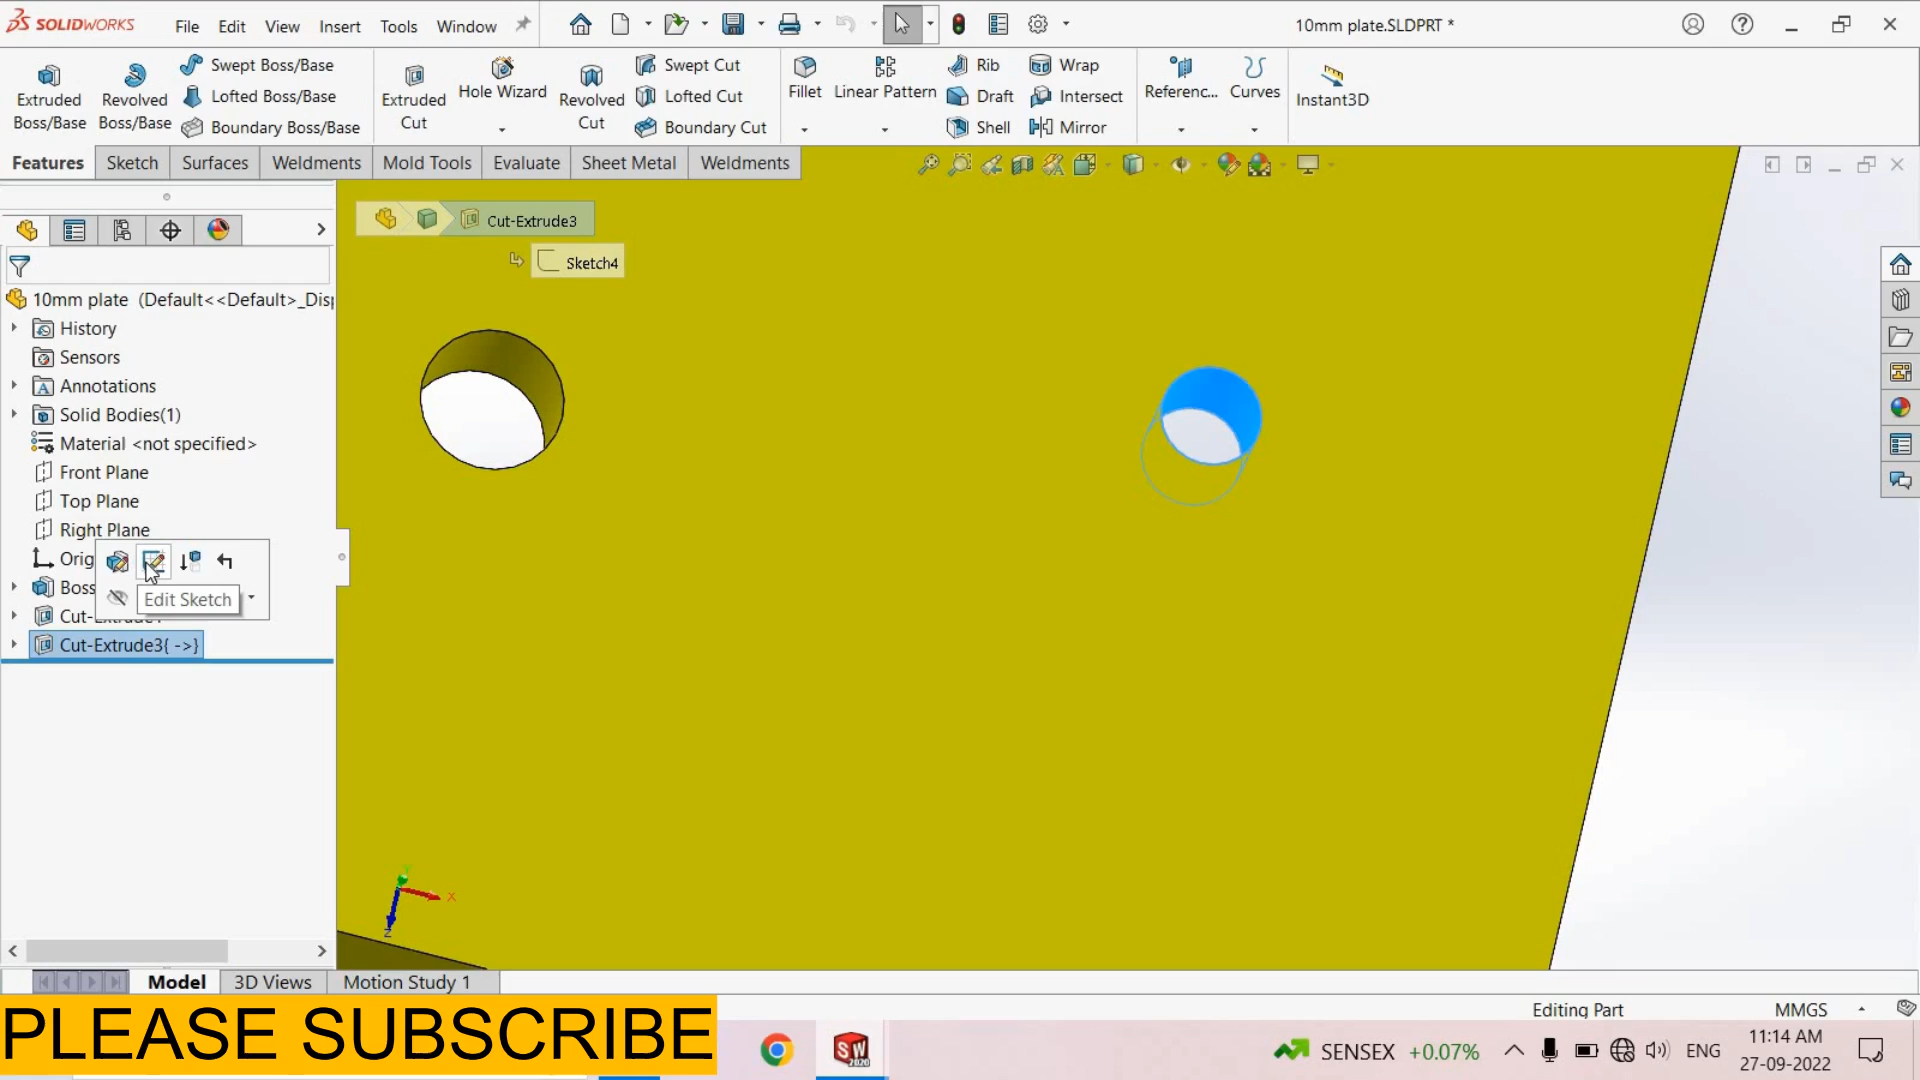 SOLIDWORKS
File Edit View Insert Tools Window
10mm plate.SLDPRT *
Extruded Boss/Base
Revolved Boss/Base
Swept Boss/Base
Lofted Boss/Base
Boundary Boss/Base
Extruded Cut
Hole Wizard
Revolved Cut
Swept Cut
Lofted Cut
Boundary Cut
Fillet
Linear Pattern
Rib
Draft
Shell
Wrap
Intersect
Mirror
Referenc...
Curves
Instant3D
Features Sketch Surfaces Weldments Mold Tools Evaluate Sheet Metal Weldments
Cut-Extrude3
Sketch4
10mm plate (Default<<Default>_Disp
History
Sensors
Annotations
Solid Bodies(1)
Material <not specified>
Front Plane
Top Plane
Right Plane
Orig
Boss
Edit Sketch
Cut-Extrude3{ ->}
Y
X
Z
Model 3D Views Motion Study 1
Editing Part MMGS
PLEASE SUBSCRIBE
SW
2020
SENSEX +0.07%
ENG
11:14 AM
27-09-2022